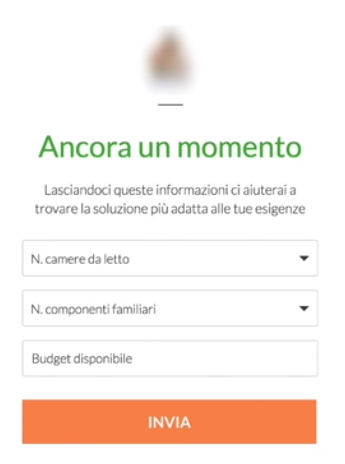 Ancora un momento
Lasciandoci queste informazioni ci aiuterai a
trovare la soluzione più adatta alle tue esigenze
N. camere da letto
N. componenti familiari
Budget disponibile
INVIA